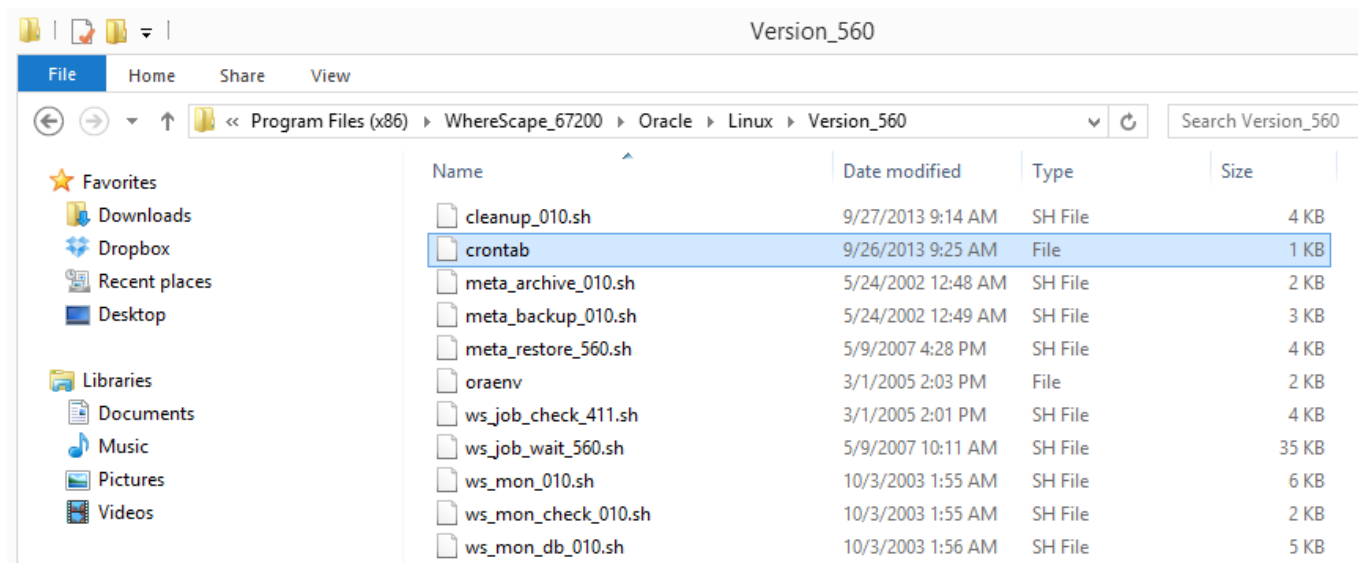 Version_560
File Home Share View
« Program Files (x86) WhereScape_67200 Oracle Linux Version_560 Search Version_560
Name Date modified Type Size
Favorites
Downloads
Dropbox
Recent places
Desktop
Libraries
Documents
Music
Pictures
Videos
cleanup_010.sh 9/27/2013 9:14 AM SH File 4 KB
crontab 9/26/2013 9:25 AM File 1 KB
meta_archive_010.sh 5/24/2002 12:48 AM SH File 2 KB
meta_backup_010.sh 5/24/2002 12:49 AM SH File 3 KB
meta_restore_560.sh 5/9/2007 4:28 PM SH File 4 KB
oraenv 3/1/2005 2:03 PM File 2 KB
ws_job_check_411.sh 3/1/2005 2:01 PM SH File 4 KB
ws_job_wait_560.sh 5/9/2007 10:11 AM SH File 35 KB
ws_mon_010.sh 10/3/2003 1:55 AM SH File 6 KB
ws_mon_check_010.sh 10/3/2003 1:55 AM SH File 2 KB
ws_mon_db_010.sh 10/3/2003 1:56 AM SH File 5 KB